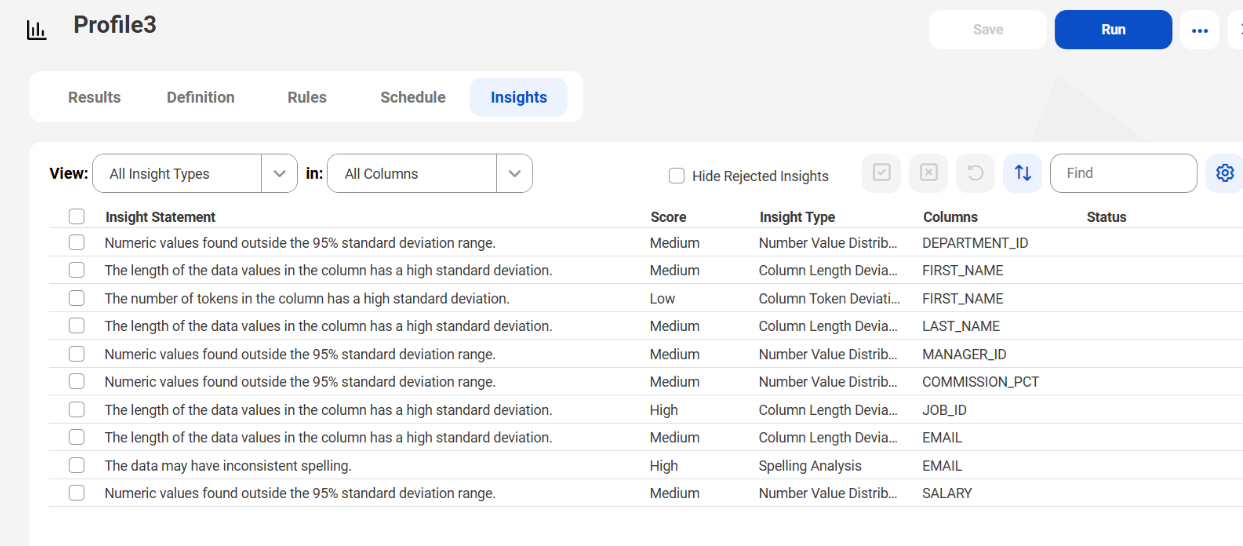 Profile3
Save Run ...
Results Definition Rules Schedule Insights
View: All Insight Types in: All Columns Hide Rejected Insights Find
Insight Statement Score Insight Type Columns Status
Numeric values found outside the 95% standard deviation range. Medium Number Value Distrib... DEPARTMENT_ID
The length of the data values in the column has a high standard deviation. Medium Column Length Devia... FIRST_NAME
The number of tokens in the column has a high standard deviation. Low Column Token Deviati... FIRST_NAME
The length of the data values in the column has a high standard deviation. Medium Column Length Devia... LAST_NAME
Numeric values found outside the 95% standard deviation range. Medium Number Value Distrib... MANAGER_ID
Numeric values found outside the 95% standard deviation range. Medium Number Value Distrib... COMMISSION_PCT
The length of the data values in the column has a high standard deviation. High Column Length Devia... JOB_ID
The length of the data values in the column has a high standard deviation. Medium Column Length Devia... EMAIL
The data may have inconsistent spelling. High Spelling Analysis EMAIL
Numeric values found outside the 95% standard deviation range. Medium Number Value Distrib... SALARY